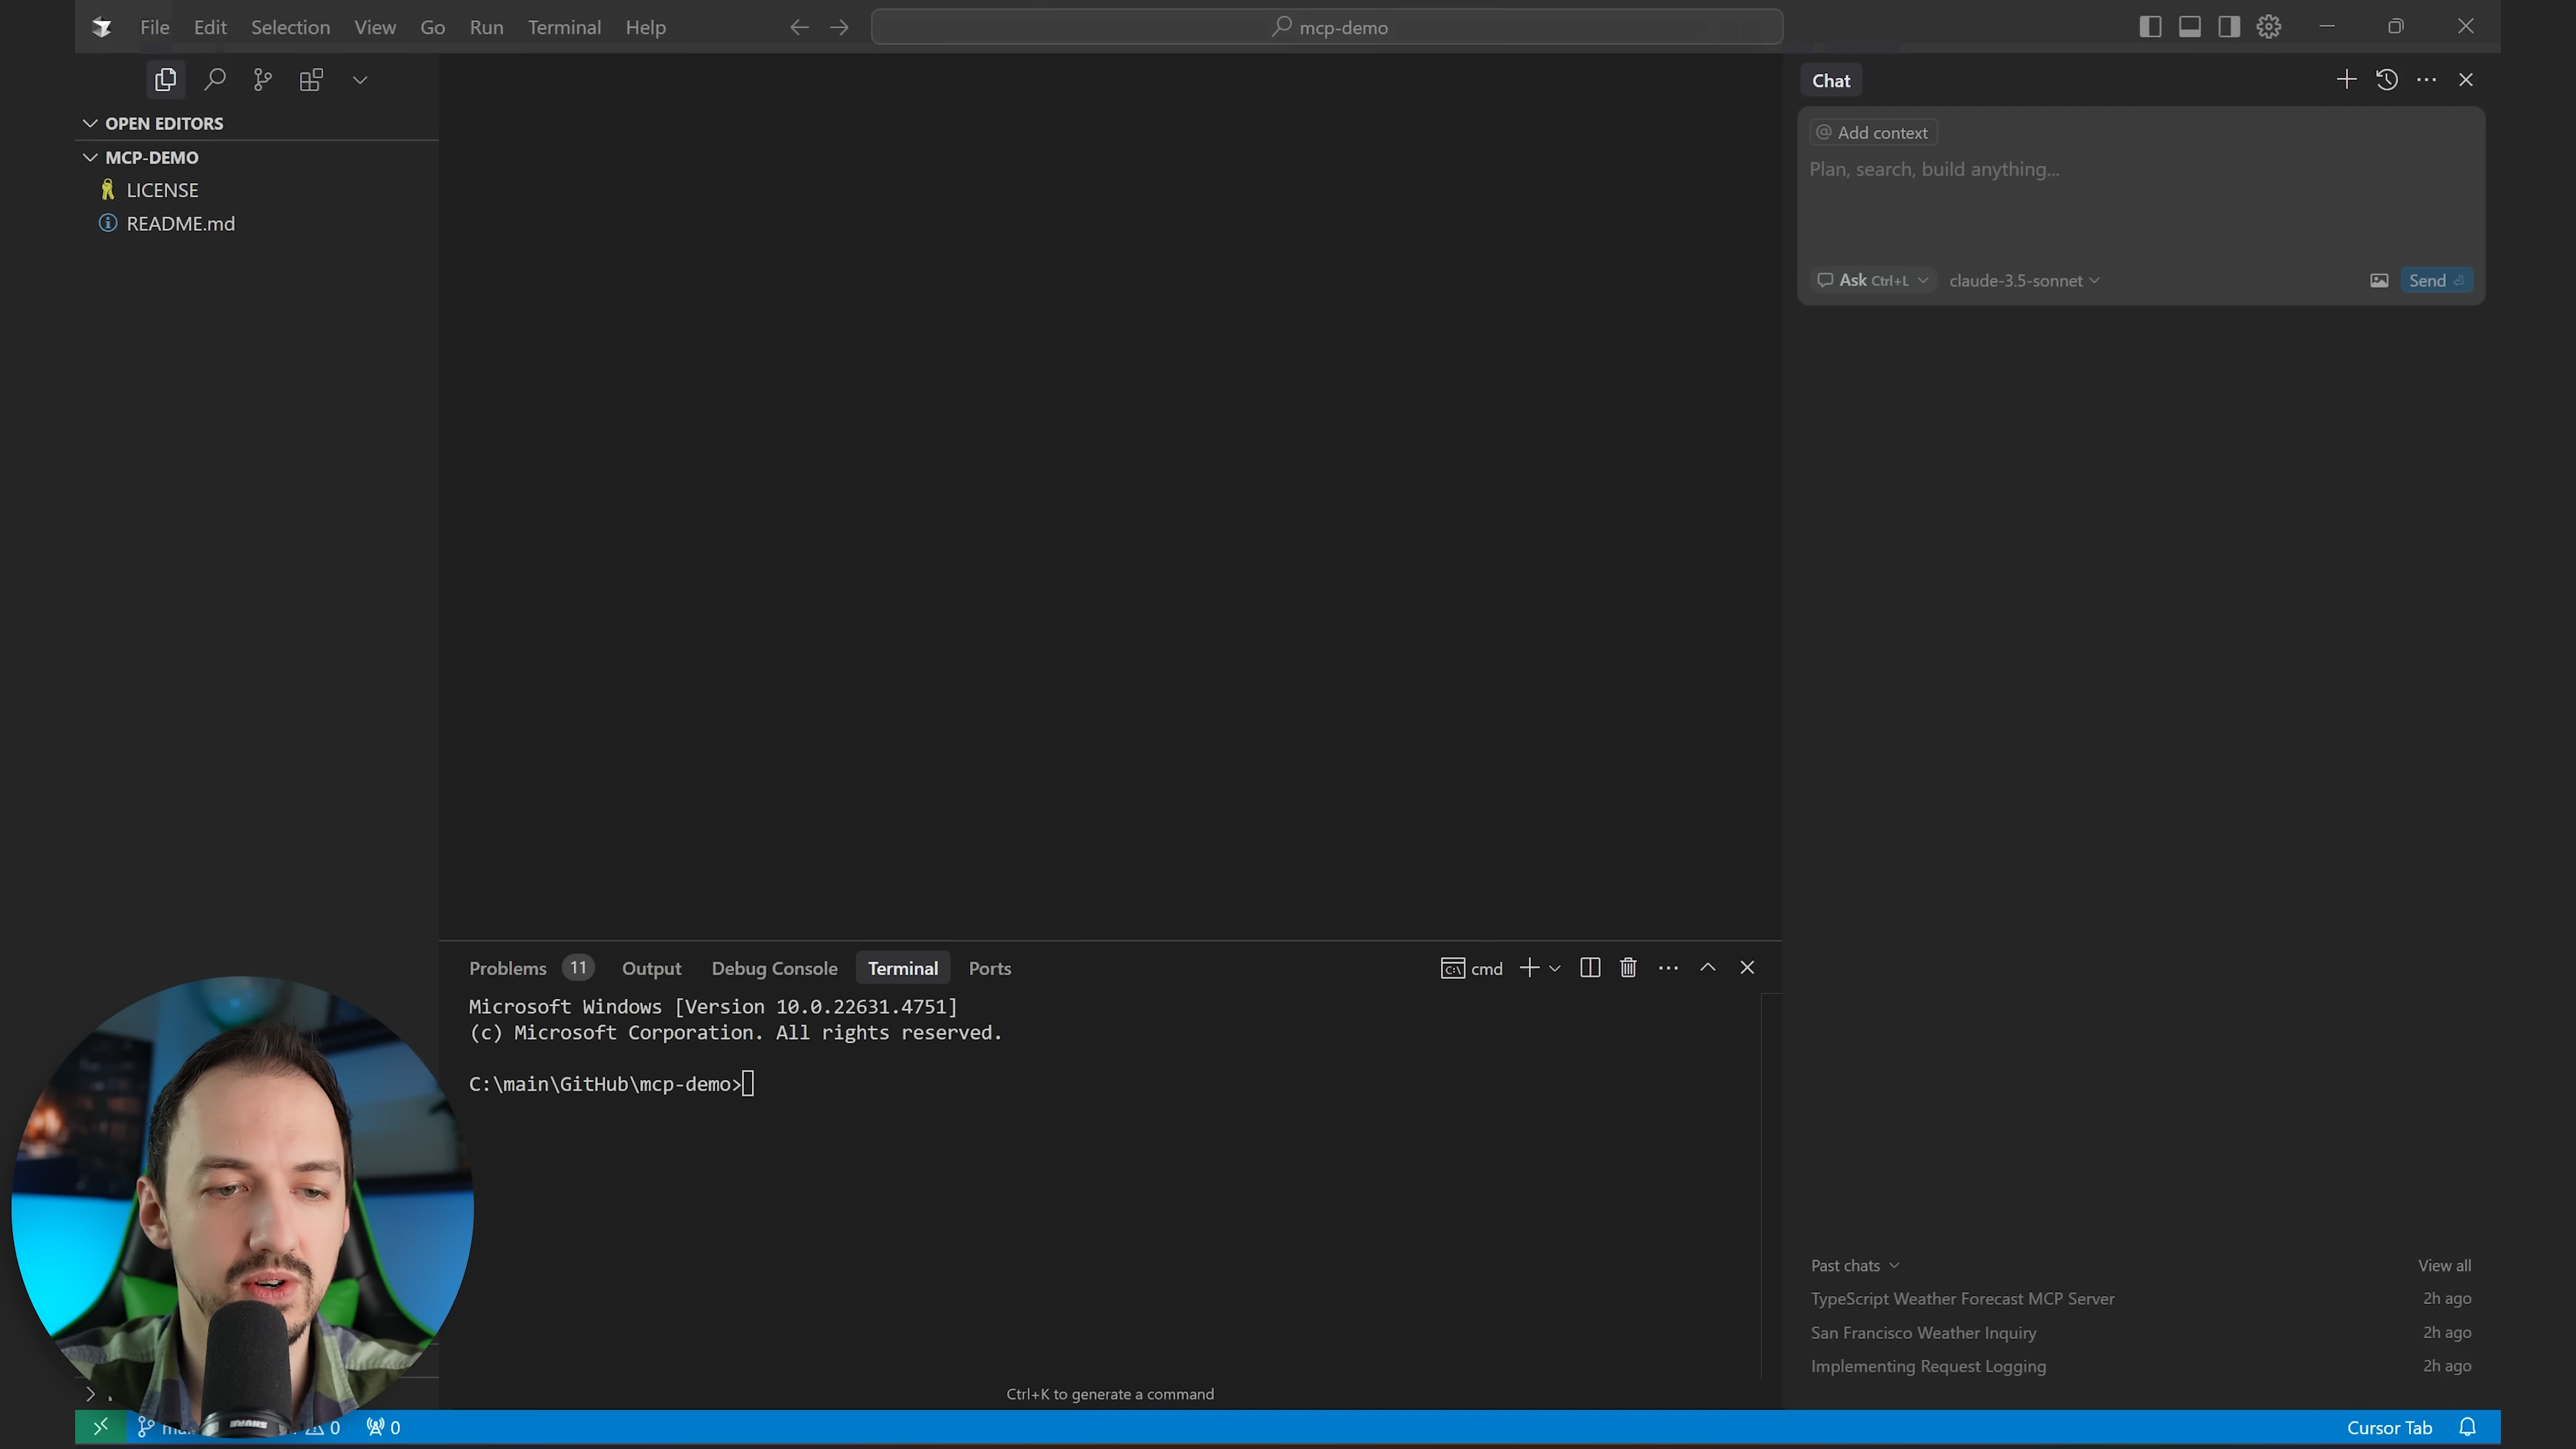 File Edit Selection View Go Run Terminal Help
mcp-demo
OPEN EDITORS
MCP-DEMO
LICENSE
README.md
Chat
@ Add context
Plan, search, build anything...
Ask Ctrl+L claude-3.5-sonnet Send
Problems 11 Output Debug Console Terminal Ports
cmd
Microsoft Windows [Version 10.0.22631.4751]
(c) Microsoft Corporation. All rights reserved.
C:\main\GitHub\mcp-demo>
Ctrl+K to generate a command
Past chats View all
TypeScript Weather Forecast MCP Server 2h ago
San Francisco Weather Inquiry 2h ago
Implementing Request Logging 2h ago
0 0
Cursor Tab
SHURE